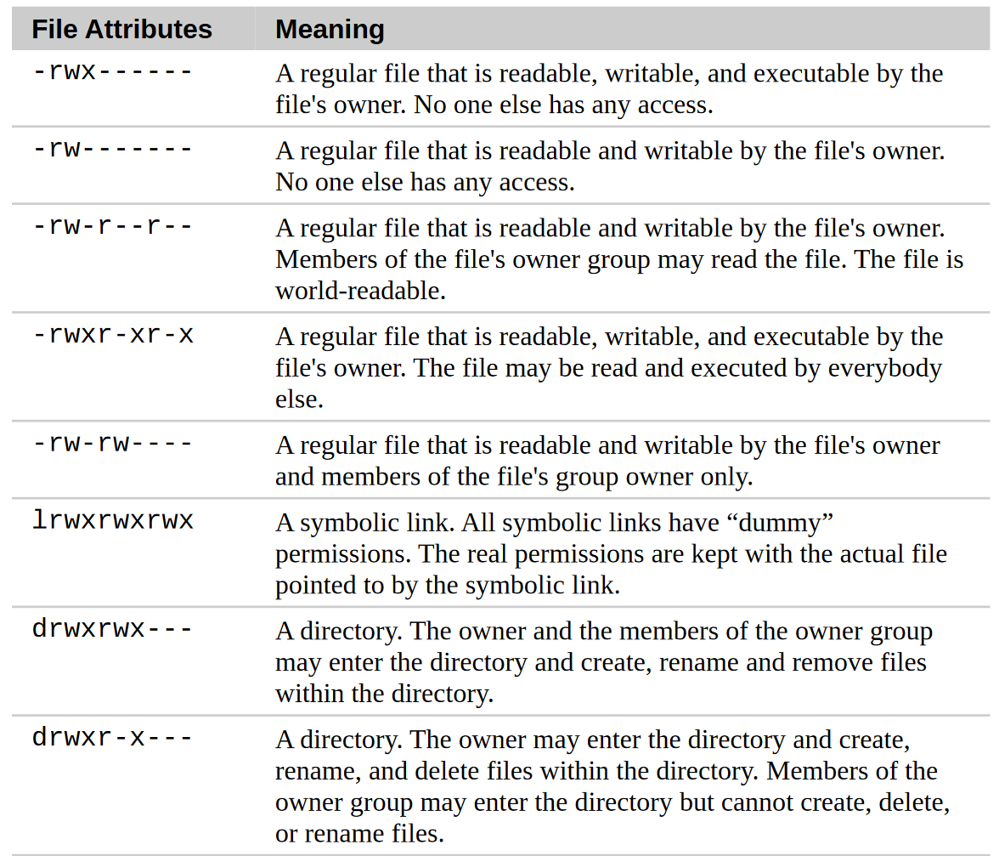 File Attributes Meaning
-rwx------ A regular file that is readable, writable, and executable by the
file's owner. No one else has any access.
-rw------- A regular file that is readable and writable by the file's owner.
No one else has any access.
-rw-r--r-- A regular file that is readable and writable by the file's owner.
Members of the file's owner group may read the file. The file is
world-readable.
-rwxr-xr-x A regular file that is readable, writable, and executable by the
file's owner. The file may be read and executed by everybody
else.
-rw-rw---- A regular file that is readable and writable by the file's owner
and members of the file's group owner only.
lrwxrwxrwx A symbolic link. All symbolic links have “dummy”
permissions. The real permissions are kept with the actual file
pointed to by the symbolic link.
drwxrwx--- A directory. The owner and the members of the owner group
may enter the directory and create, rename and remove files
within the directory.
drwxr-x--- A directory. The owner may enter the directory and create,
rename, and delete files within the directory. Members of the
owner group may enter the directory but cannot create, delete,
or rename files.